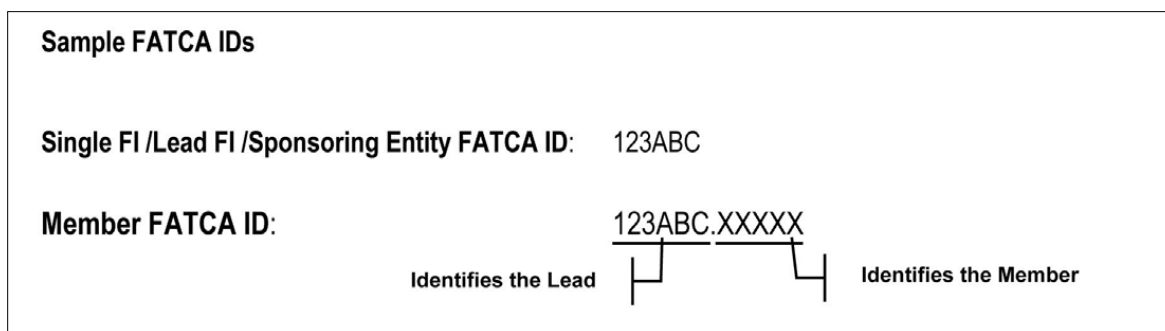 Sample FATCA IDs
Single FI /Lead FI /Sponsoring Entity FATCA ID: 123ABC
Member FATCA ID: 123ABC.XXXXX
Identifies the Lead Identifies the Member